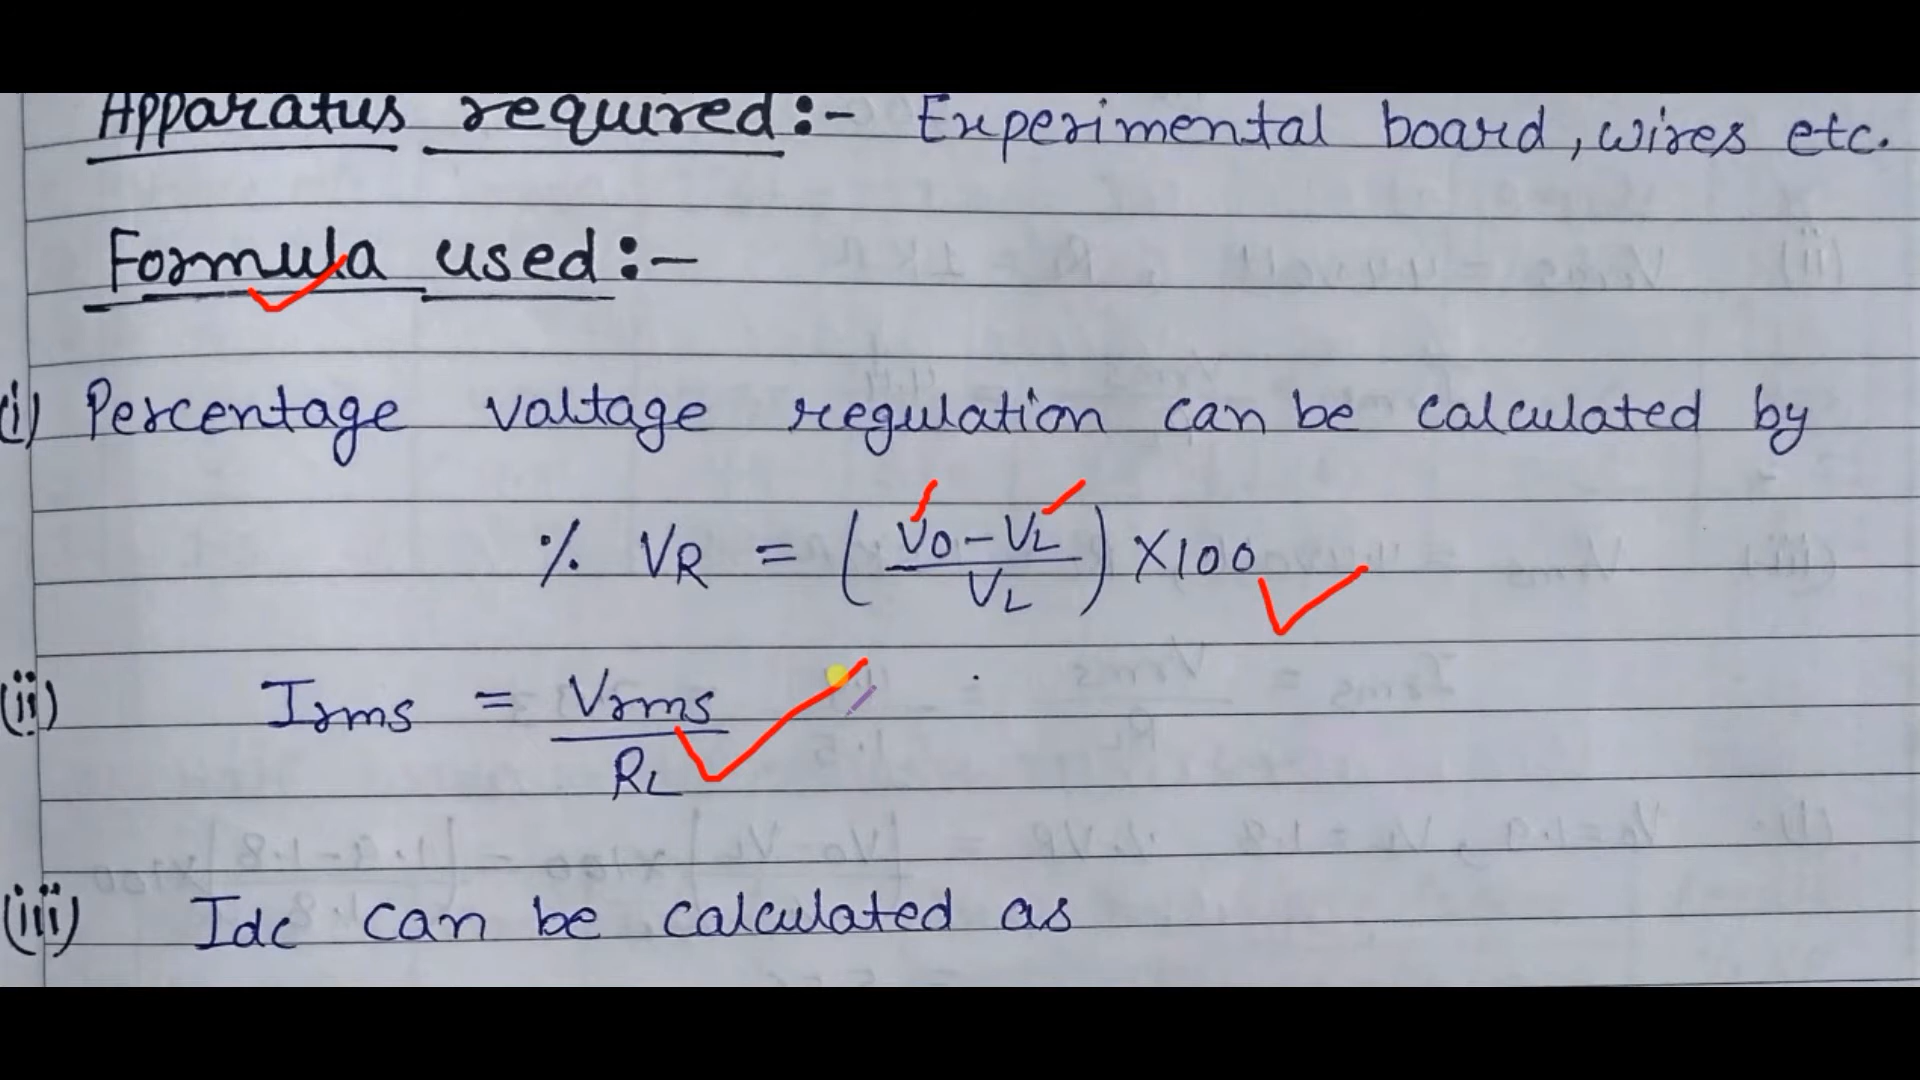 Apparatus required:- Experimental board, wires etc.
Formula used:-
(i) Percentage voltage regulation can be calculated by
% VR = (V0-VL/VL) X100
(ii) Irms = Vrms/RL
(iii) Idc can be calculated as